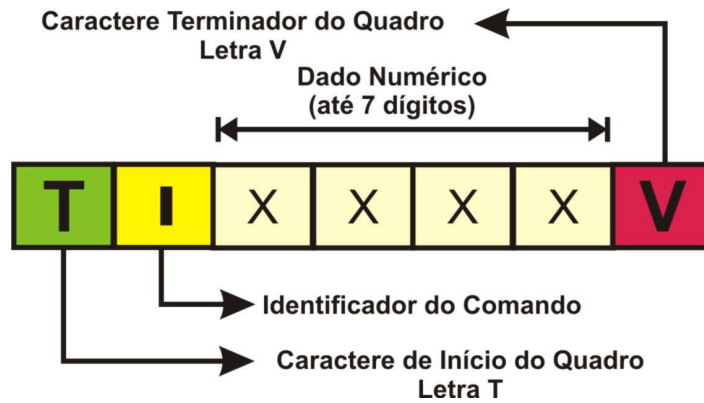 Caractere Terminador do Quadro
Letra V
Dado Numérico
(até 7 dígitos)
T I X X X X V
Identificador do Comando
Caractere de Início do Quadro
Letra T